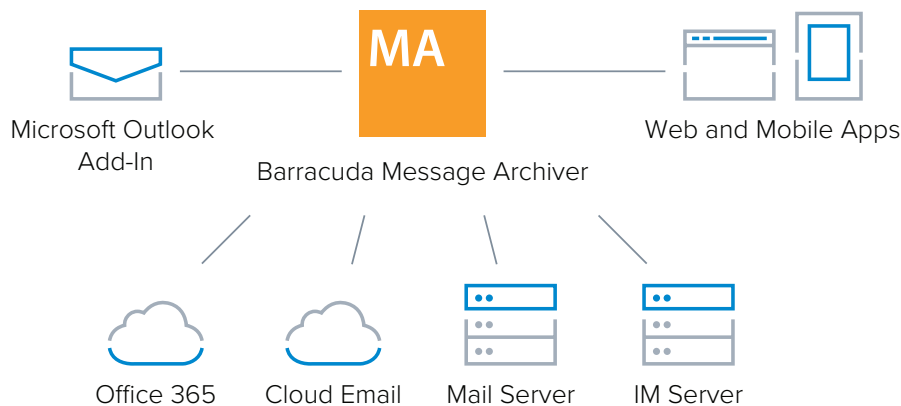 MA
Microsoft Outlook
Add-In
Web and Mobile Apps
Barracuda Message Archiver
Office 365
Cloud Email
Mail Server
IM Server